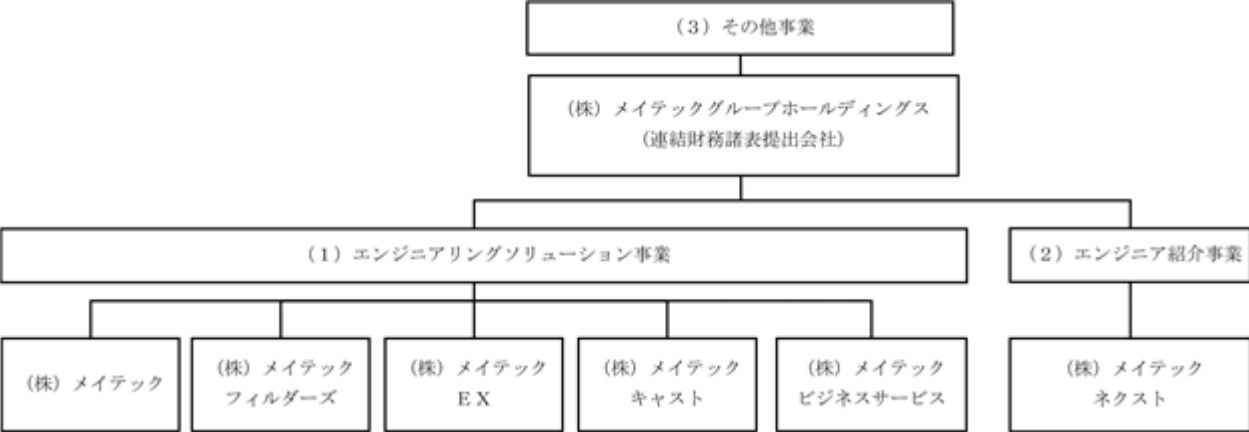 （３）その他事業
（株）メイテックグループホールディングス
（連結財務諸表提出会社）
（１）エンジニアリングソリューション事業
（２）エンジニア紹介事業
（株）メイテック
（株）メイテック
フィルダーズ
（株）メイテック
ＥＸ
（株）メイテック
キャスト
（株）メイテック
ビジネスサービス
（株）メイテック
ネクスト